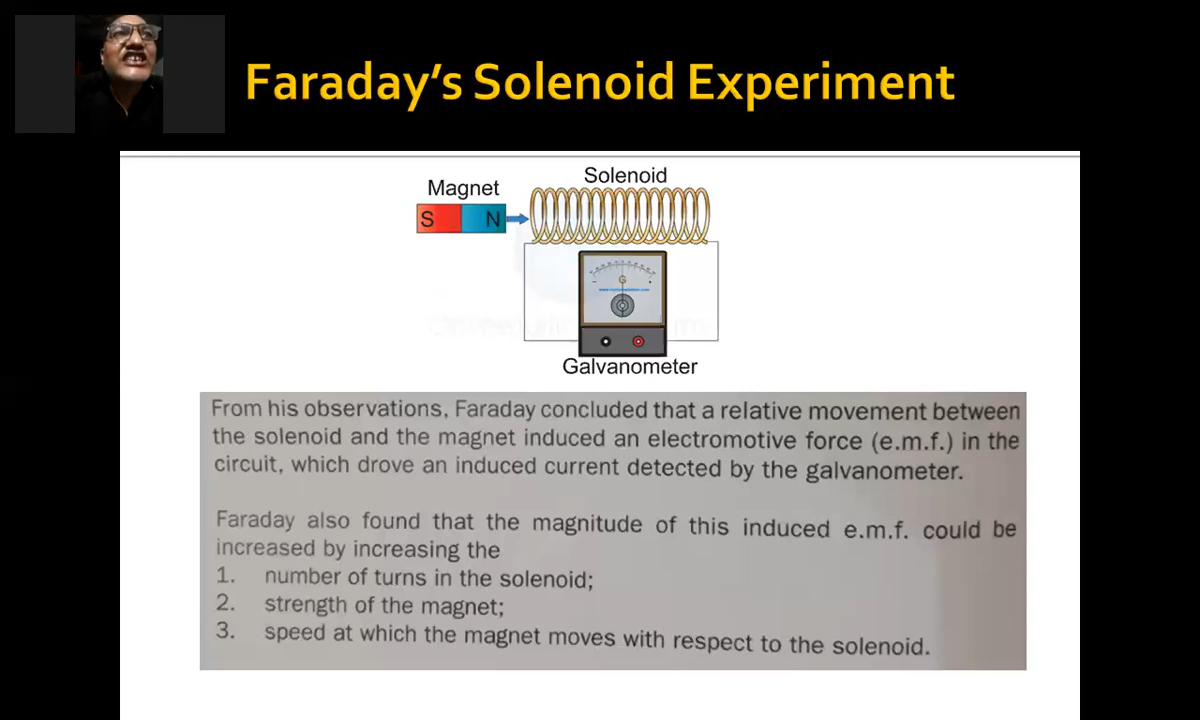 Faraday's Solenoid Experiment
Solenoid
Magnet
S N
G
Galvanometer
From his observations, Faraday concluded that a relative movement between
the solenoid and the magnet induced an electromotive force (e.m.f.) in the
circuit, which drove an induced current detected by the galvanometer.
Faraday also found that the magnitude of this induced e.m.f. could be
increased by increasing the
1. number of turns in the solenoid;
2. strength of the magnet;
3. speed at which the magnet moves with respect to the solenoid.